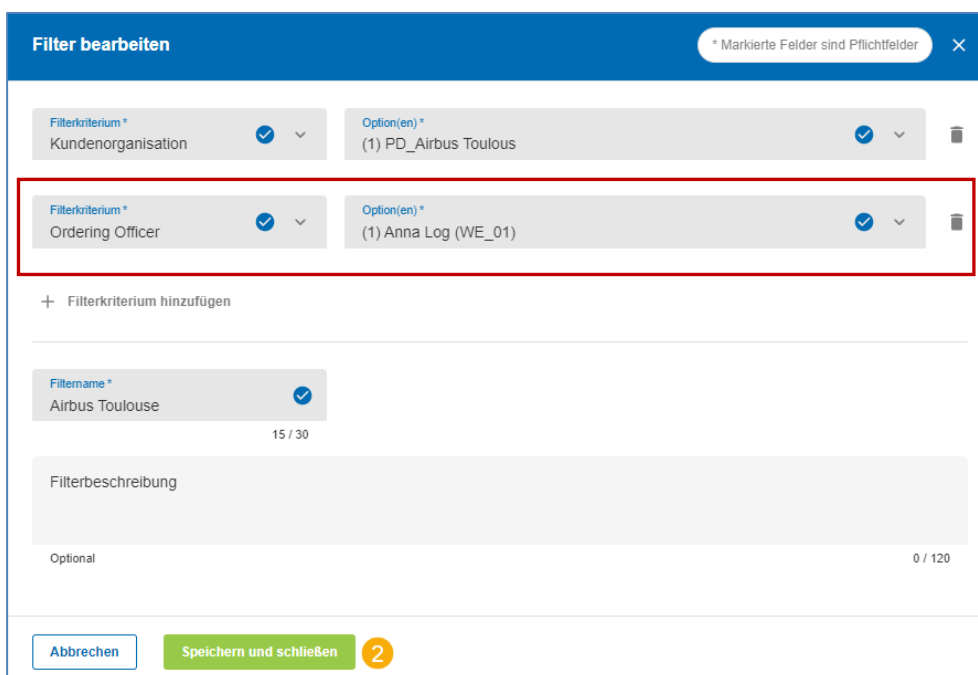 Filter bearbeiten
* Markierte Felder sind Pflichtfelder
Filterkriterium *
Kundenorganisation
Option(en) *
(1) PD_Airbus Toulous
Filterkriterium *
Ordering Officer
Option(en) *
(1) Anna Log (WE_01)
+ Filterkriterium hinzufügen
Filtername *
Airbus Toulouse
15 / 30
Filterbeschreibung
Optional
0 / 120
Abbrechen
Speichern und schließen
2